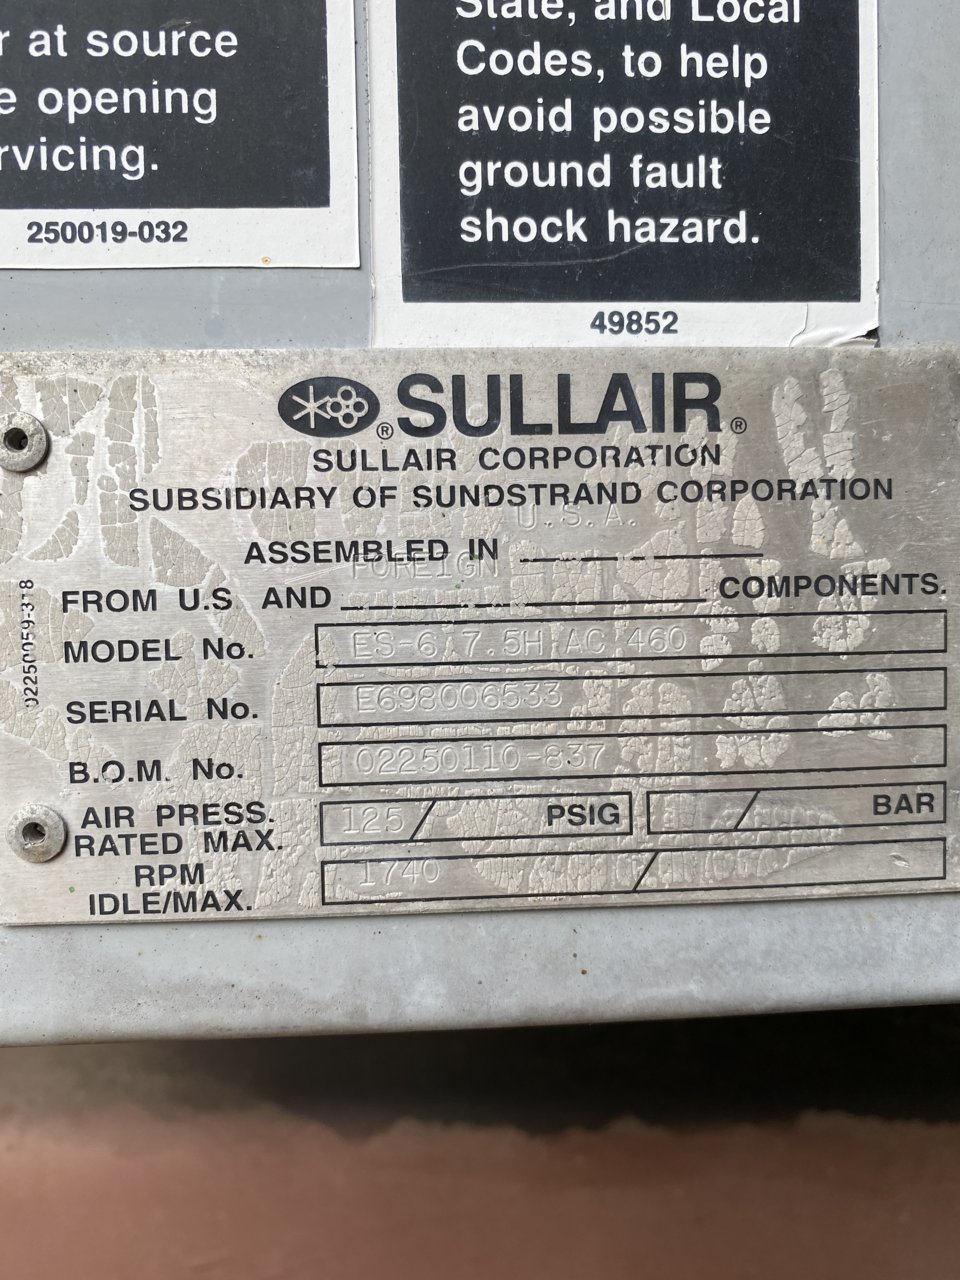 r at source
e opening
rvicing.
250019-032
State, and Local
Codes, to help
avoid possible
ground fault
shock hazard.
49852
® SULLAIR ®
SULLAIR CORPORATION
SUBSIDIARY OF SUNDSTRAND CORPORATION
U.S.A.
ASSEMBLED IN
FOREIGN
FROM U.S AND COMPONENTS.
MODEL No. ES-6 7.5H AC 460
SERIAL No. E698006533
B.O.M. No. 02250110-837
AIR PRESS. RATED MAX. 125 / PSIG / BAR
RPM IDLE/MAX. 1740 /
02250059-318